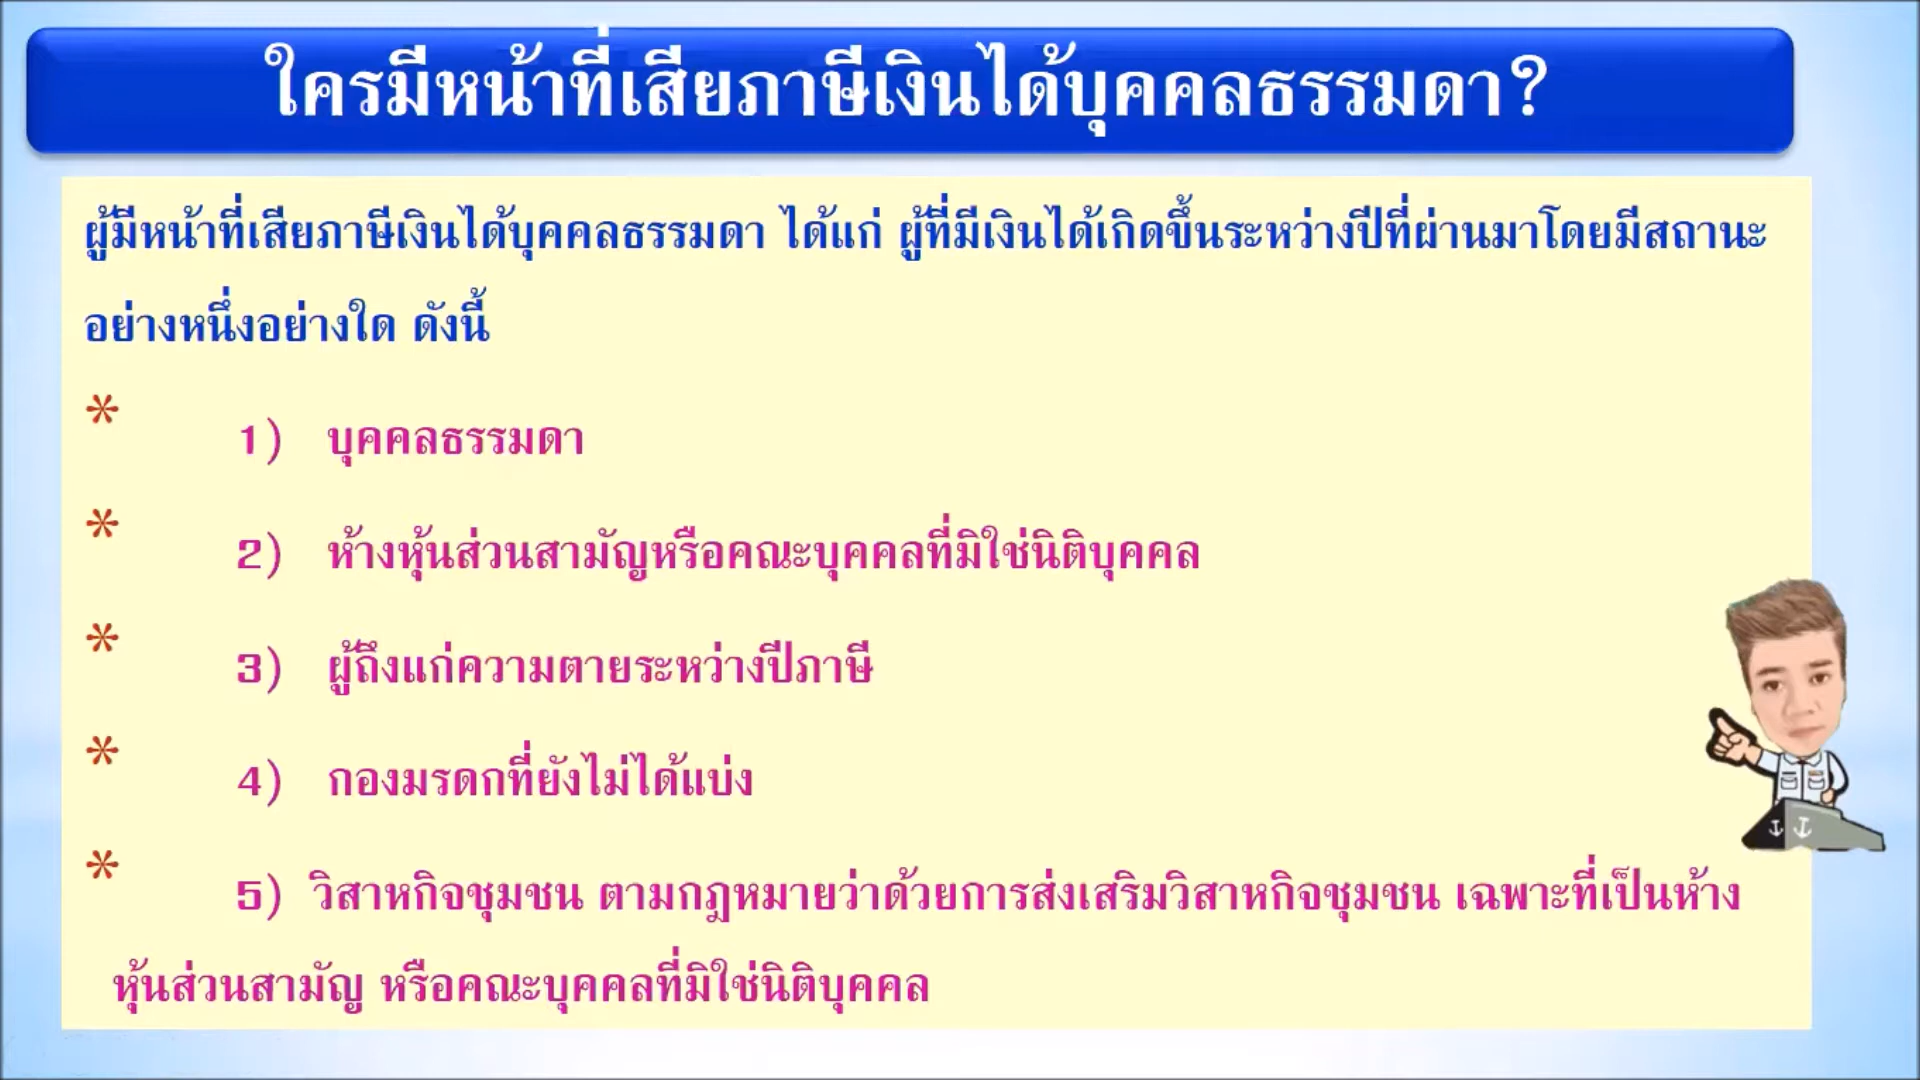 ใครมีหน้าที่เสียภาษีเงินได้บุคคลธรรมดา?
ผู้มีหน้าที่เสียภาษีเงินได้บุคคลธรรมดา ได้แก่ ผู้ที่มีเงินได้เกิดขึ้นระหว่างปีที่ผ่านมาโดยมีสถานะ
อย่างหนึ่งอย่างใด ดังนี้
* 1) บุคคลธรรมดา
* 2) ห้างหุ้นส่วนสามัญหรือคณะบุคคลที่มิใช่นิติบุคคล
* 3) ผู้ถึงแก่ความตายระหว่างปีภาษี
* 4) กองมรดกที่ยังไม่ได้แบ่ง
* 5) วิสาหกิจชุมชน ตามกฎหมายว่าด้วยการส่งเสริมวิสาหกิจชุมชน เฉพาะที่เป็นห้าง
หุ้นส่วนสามัญ หรือคณะบุคคลที่มิใช่นิติบุคคล